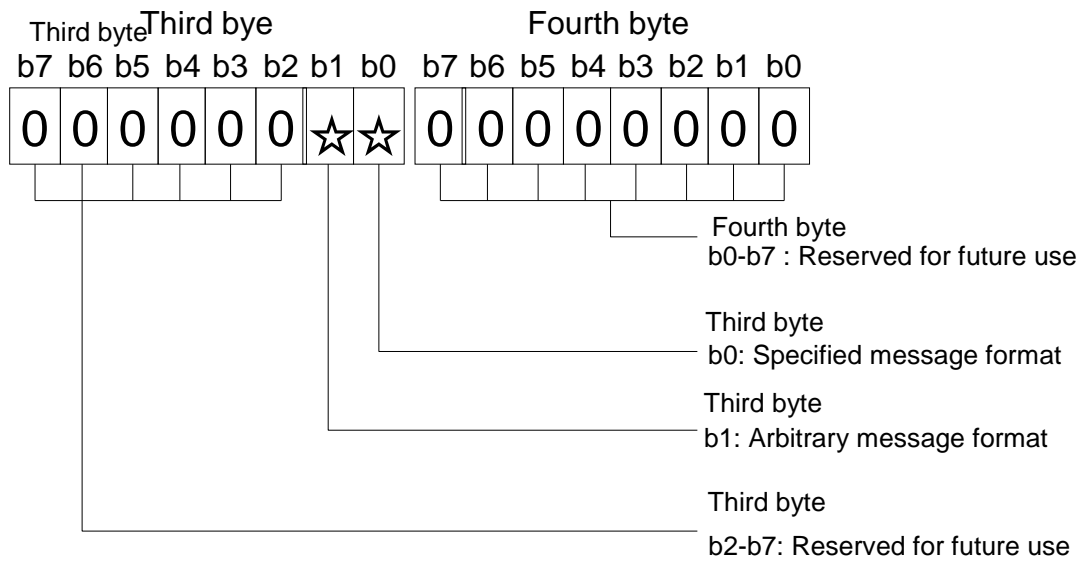 Third byte Third bye Fourth byte
b7 b6 b5 b4 b3 b2 b1 b0 b7 b6 b5 b4 b3 b2 b1 b0
0 0 0 0 0 0 ☆ ☆ 0 0 0 0 0 0 0 0
Fourth byte
b0-b7 : Reserved for future use
Third byte
b0: Specified message format
Third byte
b1: Arbitrary message format
Third byte
b2-b7: Reserved for future use